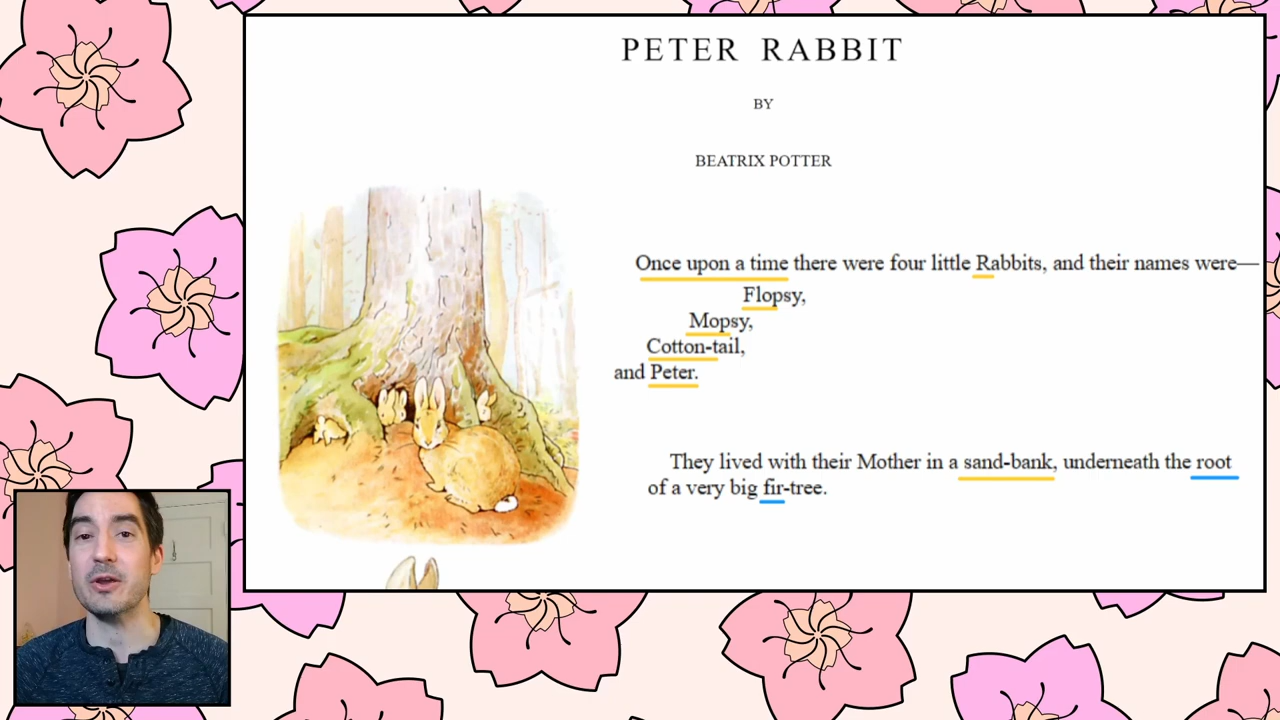 PETER RABBIT
BY
BEATRIX POTTER
Once upon a time there were four little Rabbits, and their names were—
Flopsy,
Mopsy,
Cotton-tail,
and Peter.
They lived with their Mother in a sand-bank, underneath the root
of a very big fir-tree.